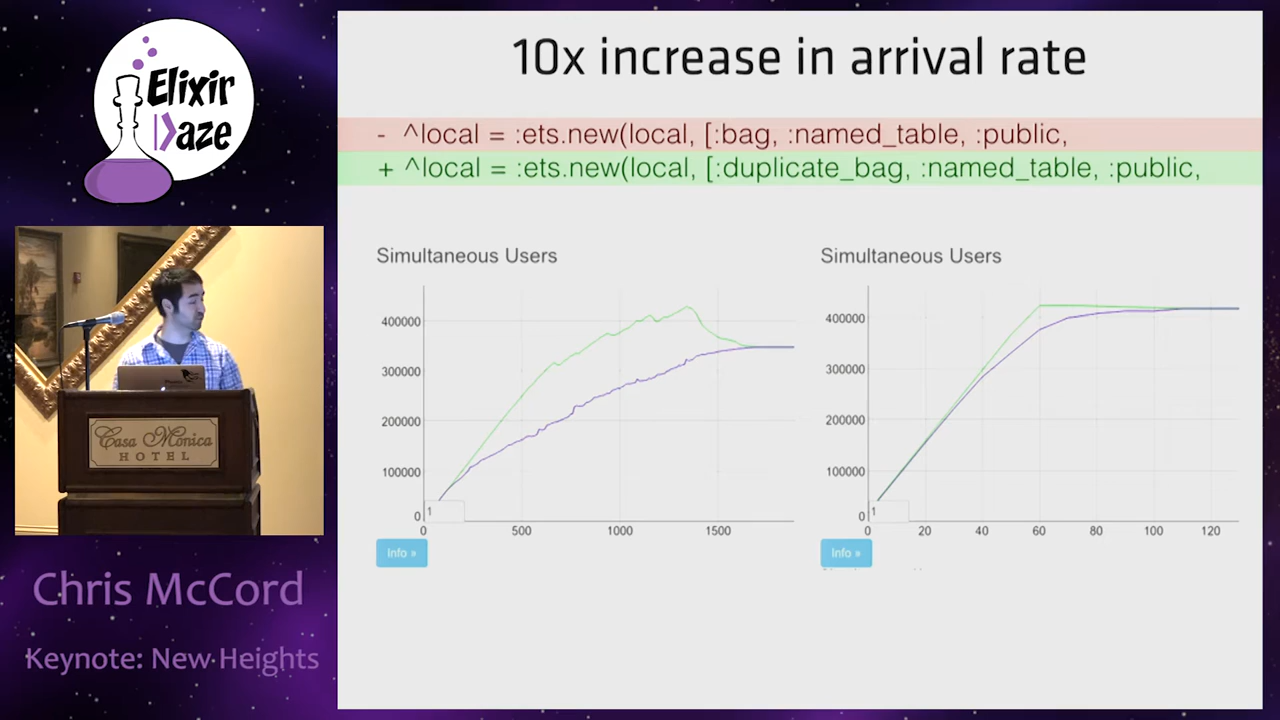 Elixir
Daze
Casa Monica
HOTEL
Chris McCord
Keynote: New Heights
10x increase in arrival rate
- ^local = :ets.new(local, [:bag, :named_table, :public,
+ ^local = :ets.new(local, [:duplicate_bag, :named_table, :public,
Simultaneous Users
400000
300000
200000
100000
0
1
0 500 1000 1500
Info »
Simultaneous Users
400000
300000
200000
100000
0
1
0 20 40 60 80 100 120
Info »